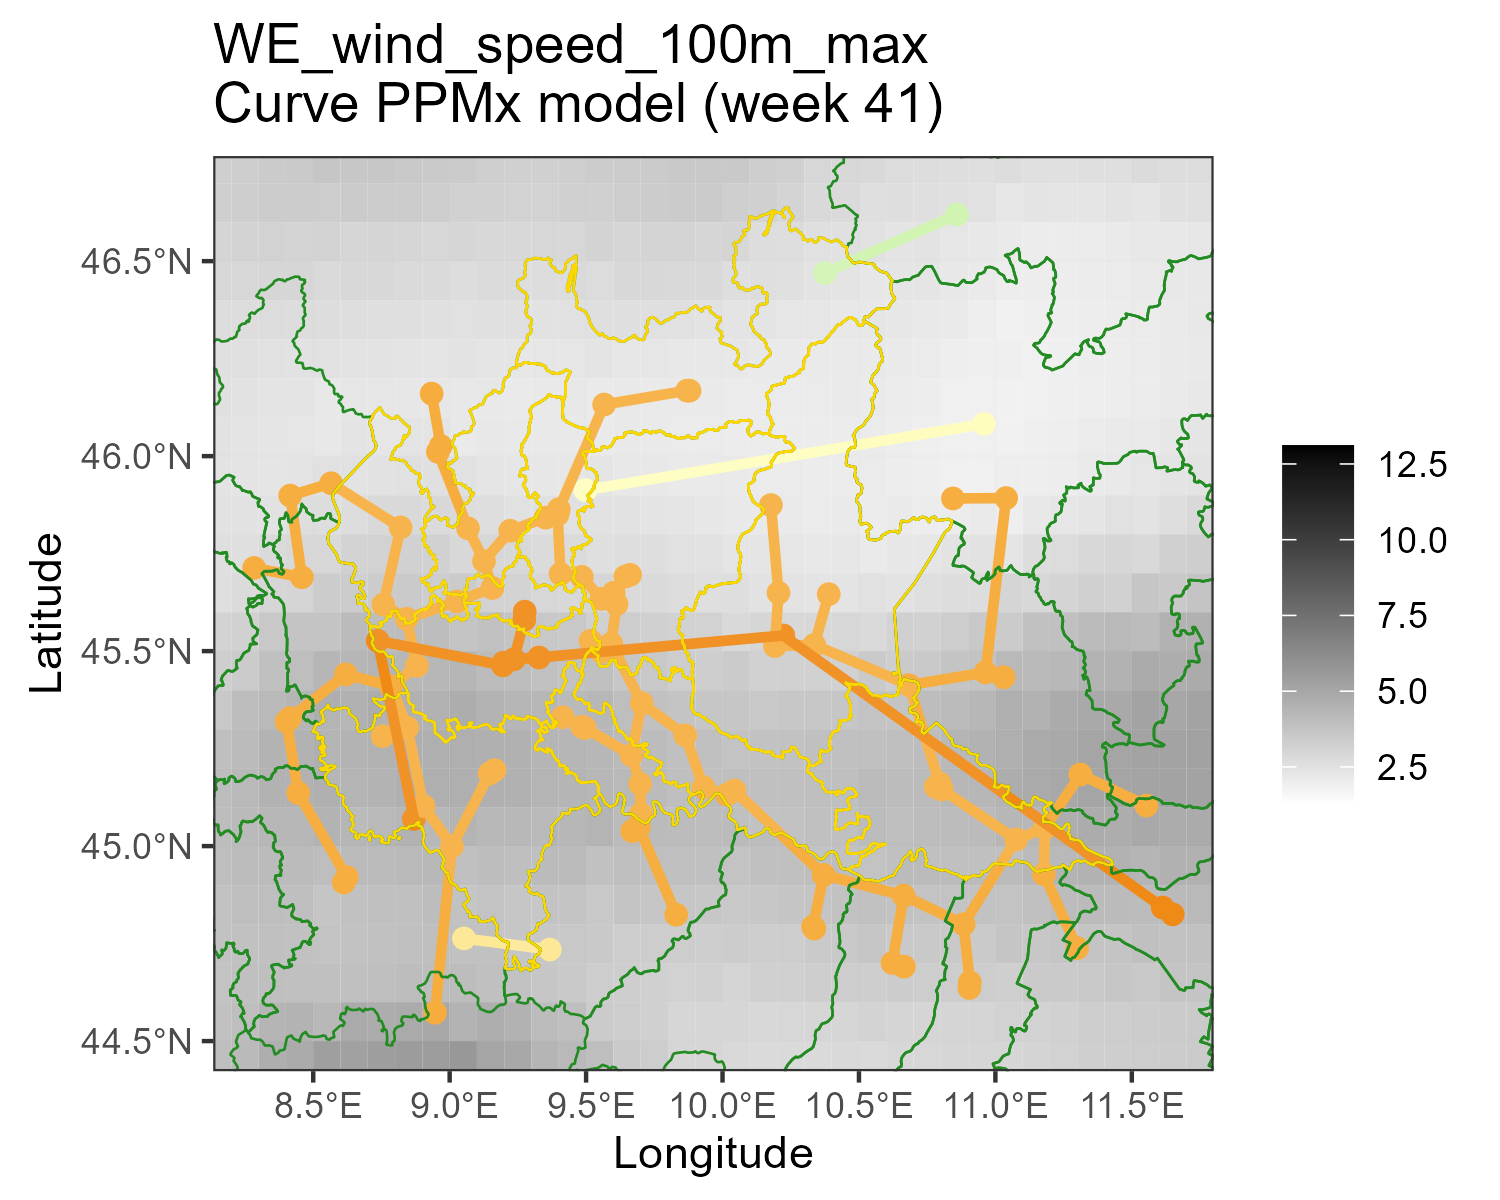 WE_wind_speed_100m_max
Curve PPMx model (week 41)
Latitude
46.5°N
46.0°N
45.5°N
45.0°N
44.5°N
8.5°E
9.0°E
9.5°E
10.0°E
10.5°E
11.0°E
11.5°E
Longitude
12.5
10.0
7.5
5.0
2.5